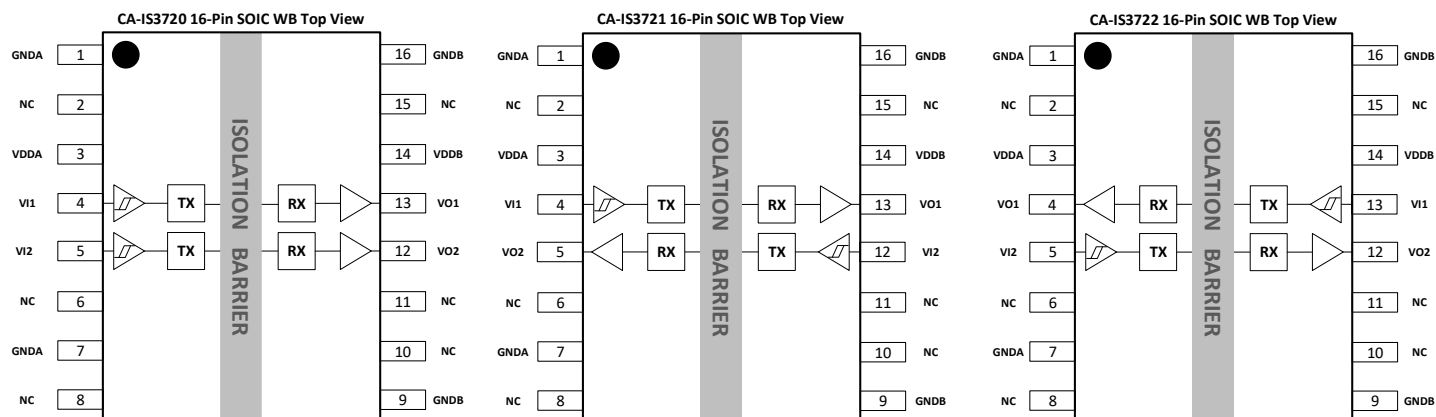 CA-IS3720 16-Pin SOIC WB Top View
GNDA 1 16 GNDB
NC 2 15 NC
VDDA 3 14 VDDB
VI1 4 TX RX 13 VO1
VI2 5 TX RX 12 VO2
NC 6 11 NC
GNDA 7 10 NC
NC 8 9 GNDB
ISOLATION BARRIER
CA-IS3721 16-Pin SOIC WB Top View
GNDA 1 16 GNDB
NC 2 15 NC
VDDA 3 14 VDDB
VI1 4 TX RX 13 VO1
VO2 5 RX TX 12 VI2
NC 6 11 NC
GNDA 7 10 NC
NC 8 9 GNDB
ISOLATION BARRIER
CA-IS3722 16-Pin SOIC WB Top View
GNDA 1 16 GNDB
NC 2 15 NC
VDDA 3 14 VDDB
VO1 4 RX TX 13 VI1
VI2 5 TX RX 12 VO2
NC 6 11 NC
GNDA 7 10 NC
NC 8 9 GNDB
ISOLATION BARRIER